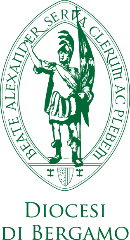 BEATE ALEXANDER SERVA CLERUM AC PLEBEM
DIOCESI
DI BERGAMO